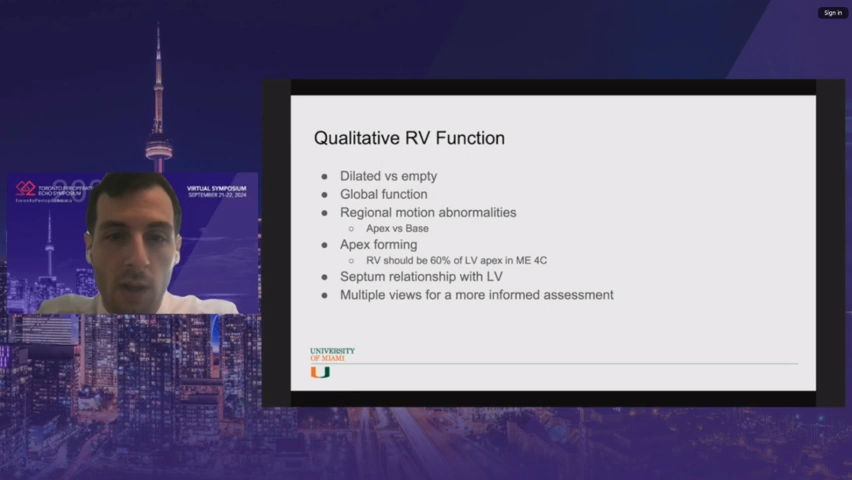 Sign in
TORONTO PERIOPERATI
ECHO SYMPOSIUM
VIRTUAL SYMPOSIUM
SEPTEMBER 21-22, 2024
Qualitative RV Function
● Dilated vs empty
● Global function
● Regional motion abnormalities
○ Apex vs Base
● Apex forming
○ RV should be 60% of LV apex in ME 4C
● Septum relationship with LV
● Multiple views for a more informed assessment
UNIVERSITY
OF MIAMI